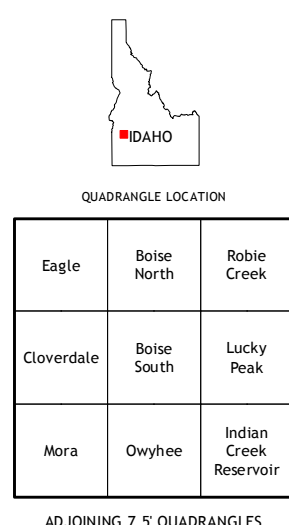 IDAHO
QUADRANGLE LOCATION
Eagle
Boise
North
Robie
Creek
Cloverdale
Boise
South
Lucky
Peak
Mora
Owyhee
Indian
Creek
Reservoir
ADJOINING 7.5' QUADRANGLES